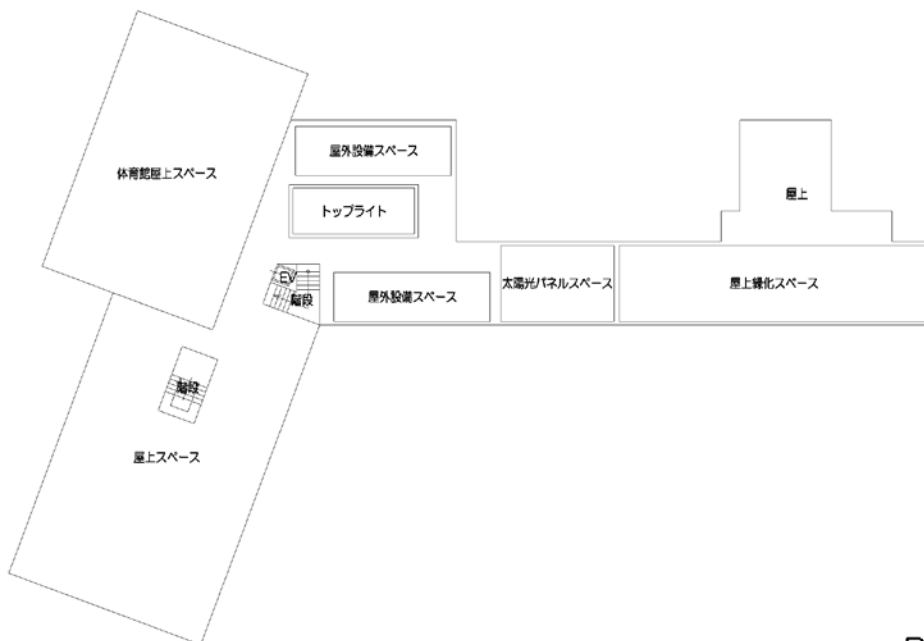 屋外設備スペース
体育館屋上スペース
屋上
トップライト
EV
階段
屋外設備スペース
太陽光パネルスペース
屋上緑化スペース
階段
屋上スペース